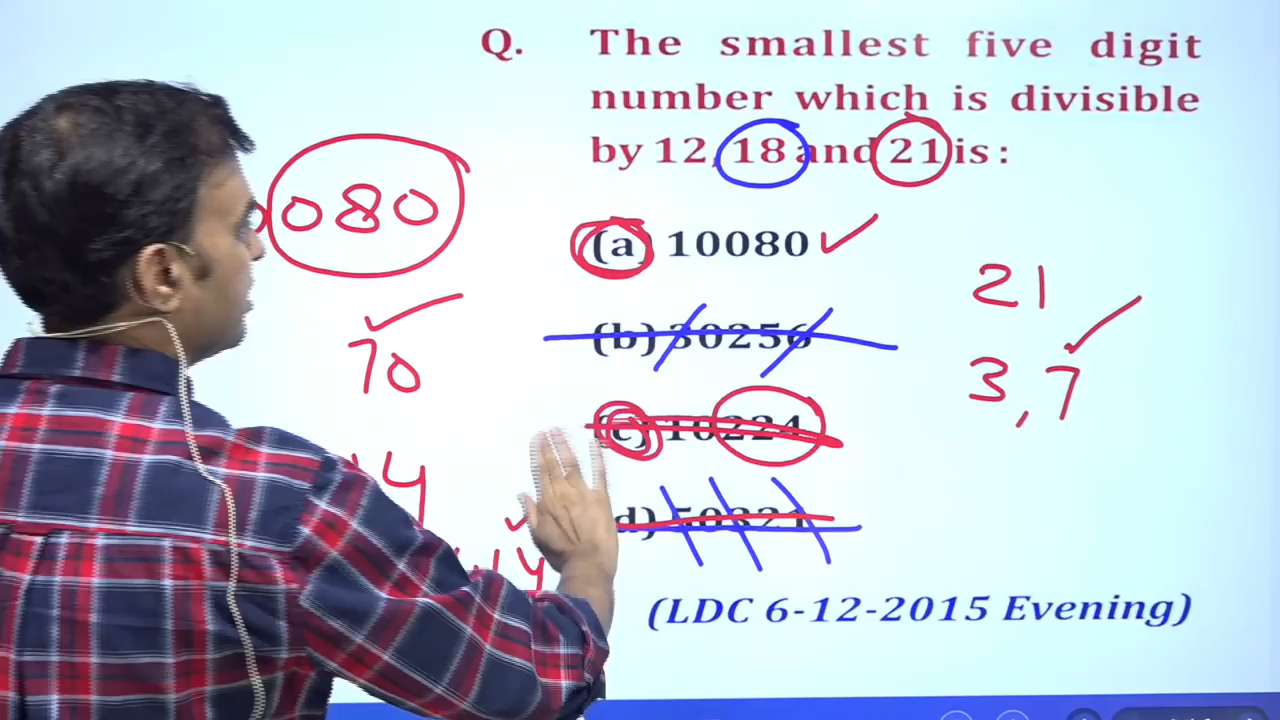 Q. The smallest five digit
number which is divisible
by 12, 18 and 21 is :
0080
(a) 10080
21
(b) 30256
70
3, 7
(c) 10224
(d) 50321
(LDC 6-12-2015 Evening)